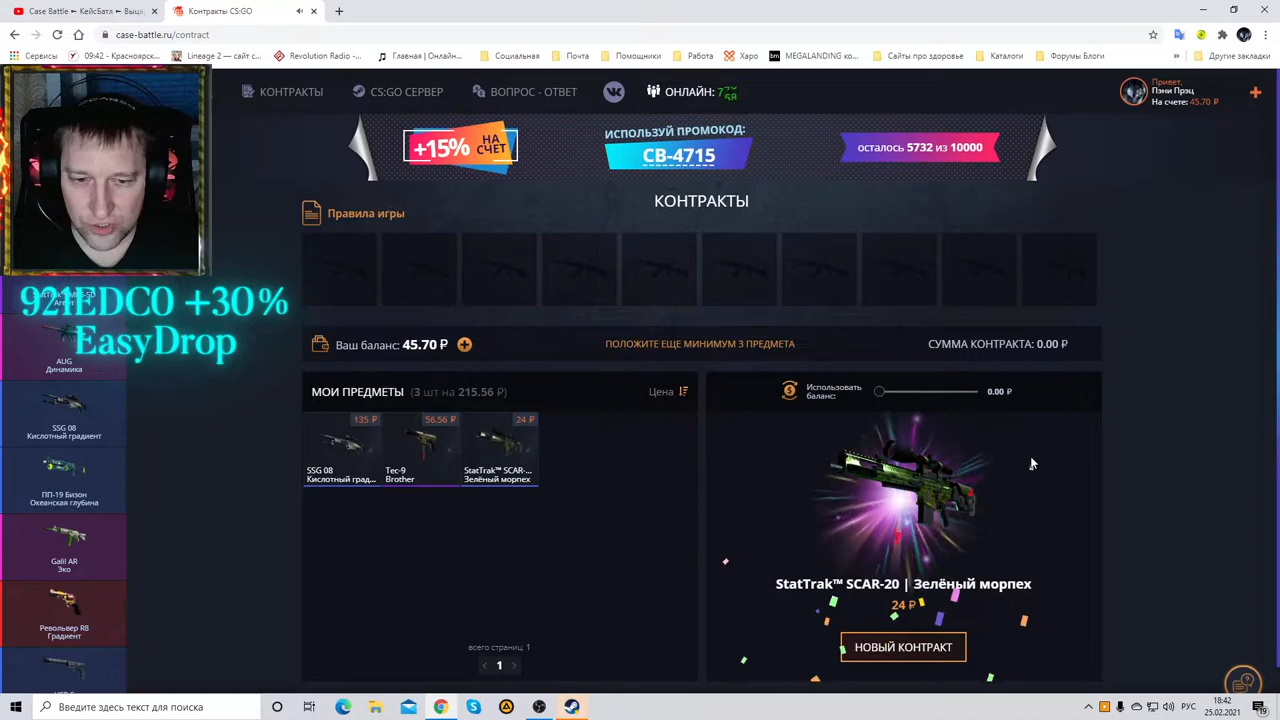 Case Battle ← КейсБатл ← Выца
Контракты CS:GO
case-battle.ru/contract
Сервисы
09:42 - Красноярск...
Lineage 2 — сайт с...
Revolution Radio -...
Главная | Онлайн...
Социальная
Почта
Помощники
Работа
Харос
MEGALANDING ко...
Сайты про здоровье
Каталоги
Форумы Блоги
Другие закладки
КОНТРАКТЫ
CS:GO СЕРВЕР
ВОПРОС - ОТВЕТ
ОНЛАЙН:
Привет,
Пэни Прэц
На счете: 45.70 ₽
+15% НА СЧЕТ
ИСПОЛЬЗУЙ ПРОМОКОД:
CB-4715
осталось 5732 из 10000
КОНТРАКТЫ
Правила игры
921EDC0 +30%
EasyDrop
Агент
AUG
Динамика
SSG 08
Кислотный градиент
ПП-19 Бизон
Океанская глубина
Galil AR
Эко
Револьвер R8
Градиент
Ваш баланс: 45.70 ₽
ПОЛОЖИТЕ ЕЩЕ МИНИМУМ 3 ПРЕДМЕТА
СУММА КОНТРАКТА: 0.00 ₽
МОИ ПРЕДМЕТЫ (3 шт на 215.56 ₽)
Цена
Использовать
баланс:
0.00 ₽
135 ₽
56.56 ₽
24 ₽
SSG 08
Кислотный град...
Tec-9
Brother
StatTrak™ SCAR-...
Зелёный морпех
StatTrak™ SCAR-20 | Зелёный морпех
24 ₽
НОВЫЙ КОНТРАКТ
всего страниц: 1
1
Введите здесь текст для поиска
РУС
18:42
25.02.2021
19